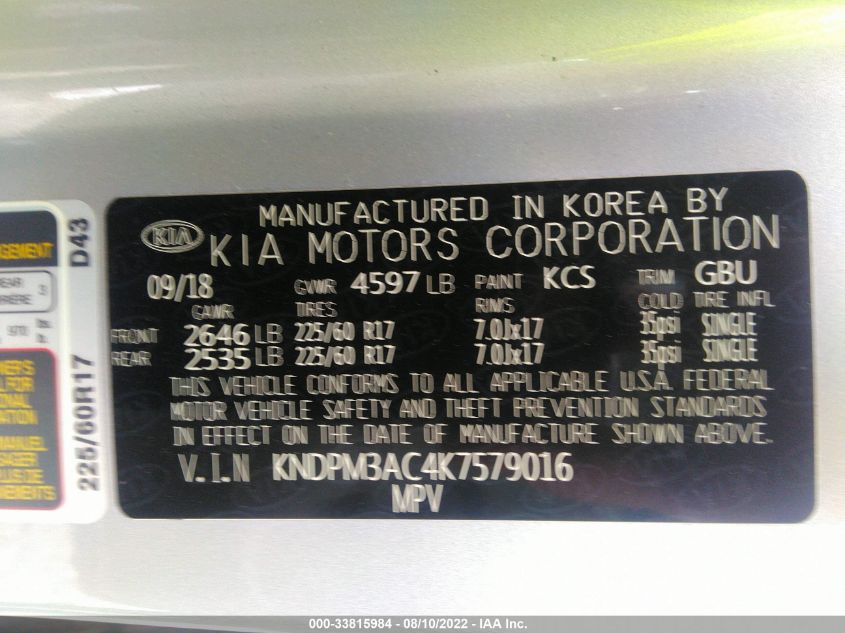 MANUFACTURED IN KOREA BY
KIA KIA MOTORS CORPORATION
09/18 GVWR 4597 LB PAINT KCS TRIM GBU
GAWR TIRES RIMS COLD TIRE INFL
FRONT 2646 LB 225/60 R17 7.0Jx17 35psi SINGLE
REAR 2535 LB 225/60 R17 7.0Jx17 35psi SINGLE
THIS VEHICLE CONFORMS TO ALL APPLICABLE U.S.A. FEDERAL
MOTOR VEHICLE SAFETY AND THEFT PREVENTION STANDARDS
IN EFFECT ON THE DATE OF MANUFACTURE SHOWN ABOVE.
V.I.N KNDPM3AC4K7579016
MPV
225/60R17 D43
3
MANUEL
000-33815984 - 08/10/2022 - IAA Inc.